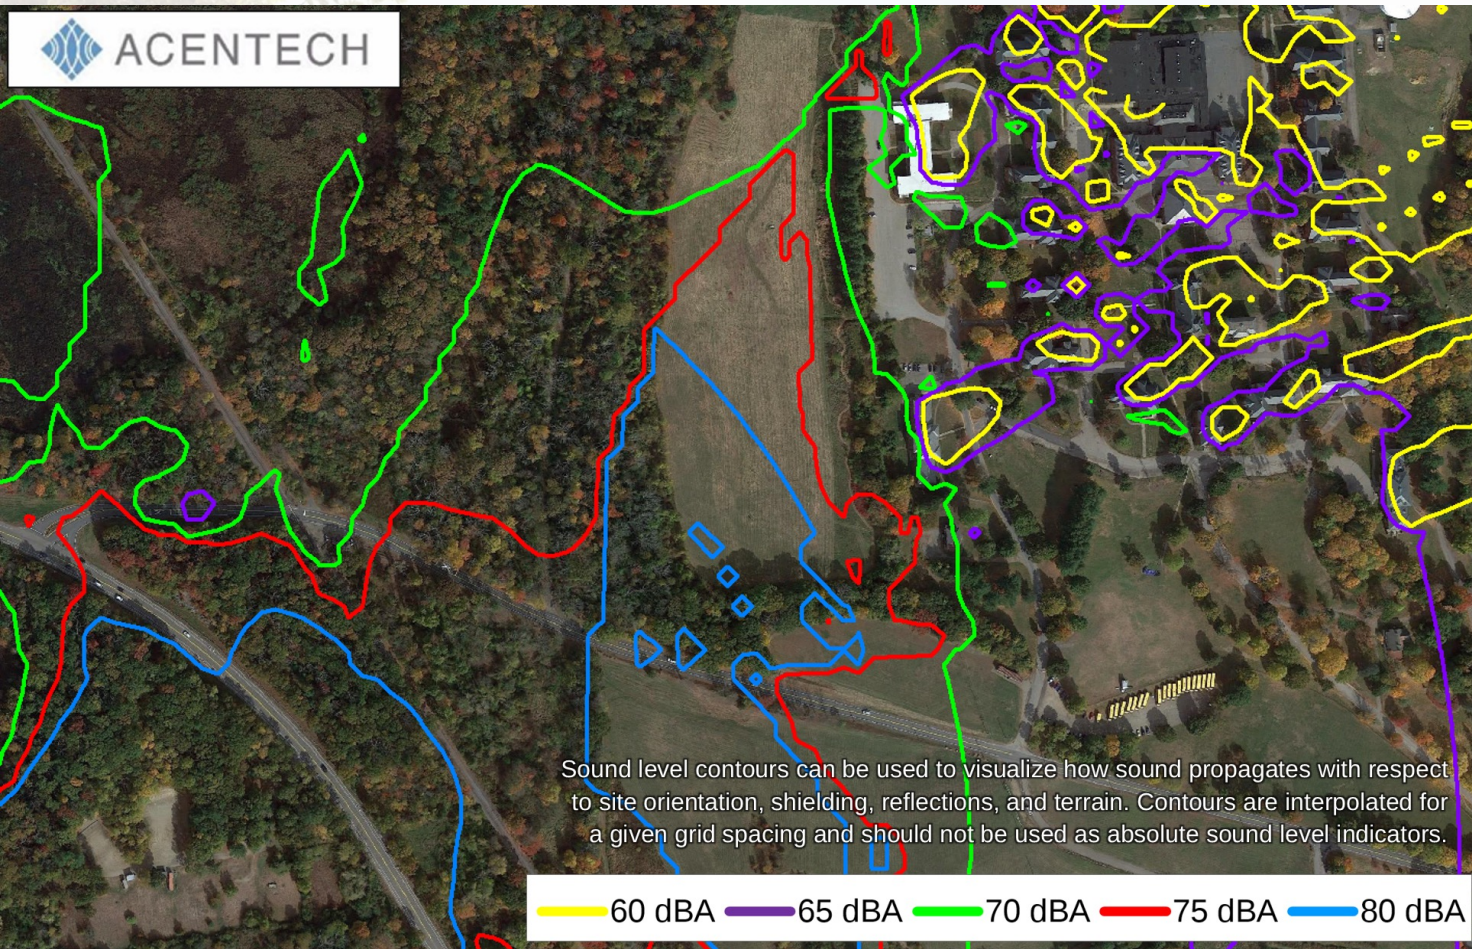 ACENTECH
Sound level contours can be used to visualize how sound propagates with respect
to site orientation, shielding, reflections, and terrain. Contours are interpolated for
a given grid spacing and should not be used as absolute sound level indicators.
60 dBA 65 dBA 70 dBA 75 dBA 80 dBA